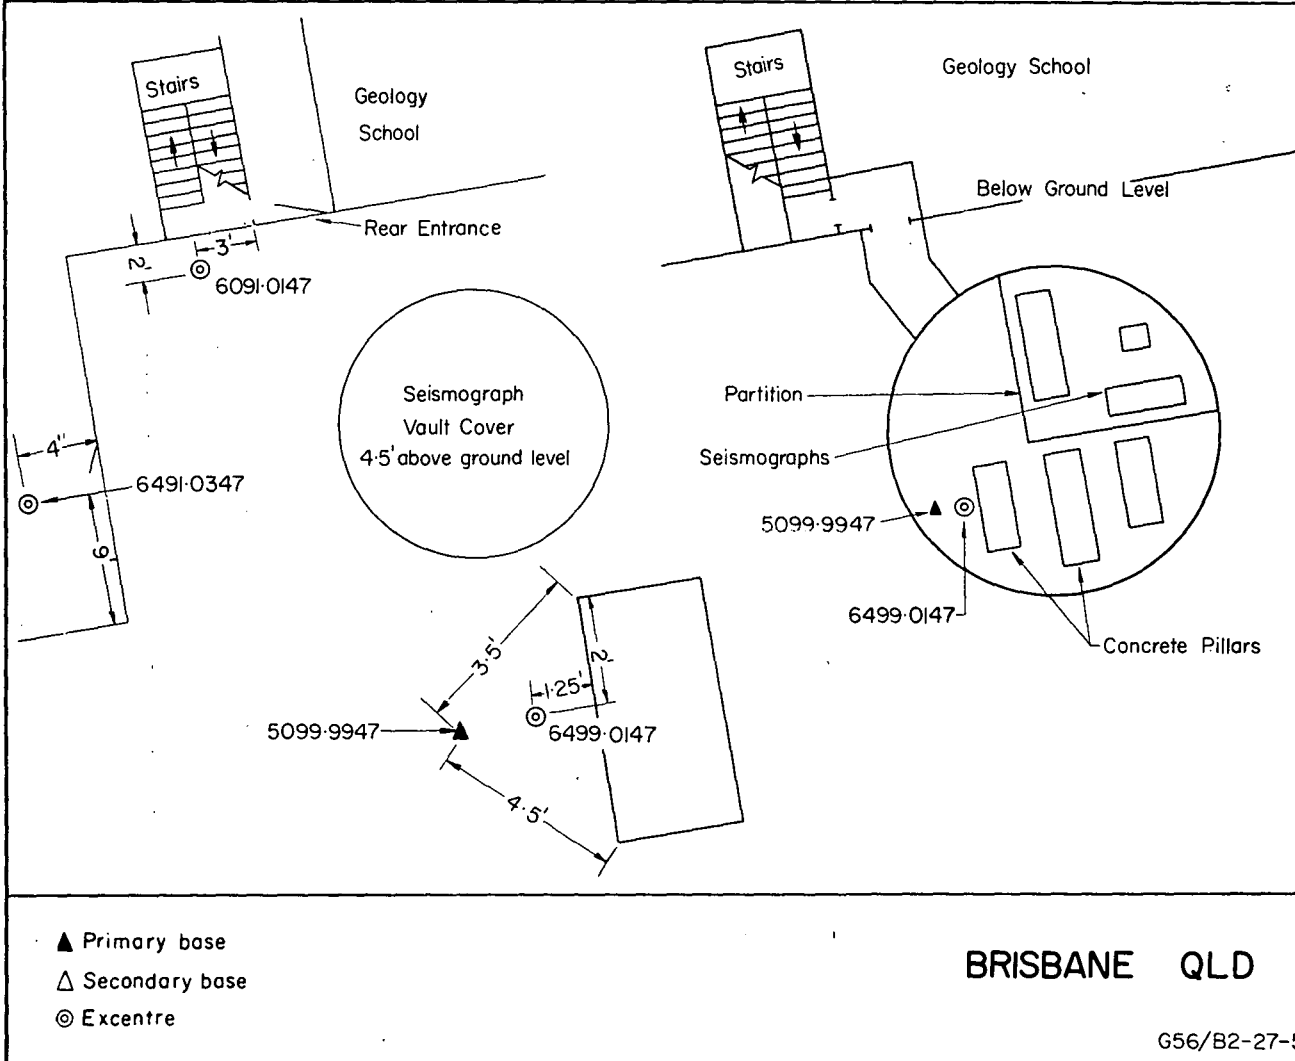 Stairs
Geology
School
Rear Entrance
3'
2'
6091·0147
Seismograph
Vault Cover
4·5' above ground level
4"
6491·0347
9'
3·5'
2'
1·25'
5099·9947
6499·0147
4·5'
Stairs
Geology School
Below Ground Level
Partition
Seismographs
5099·9947
6499·0147
Concrete Pillars
Primary base
Secondary base
Excentre
BRISBANE QLD
G56/B2-27-5